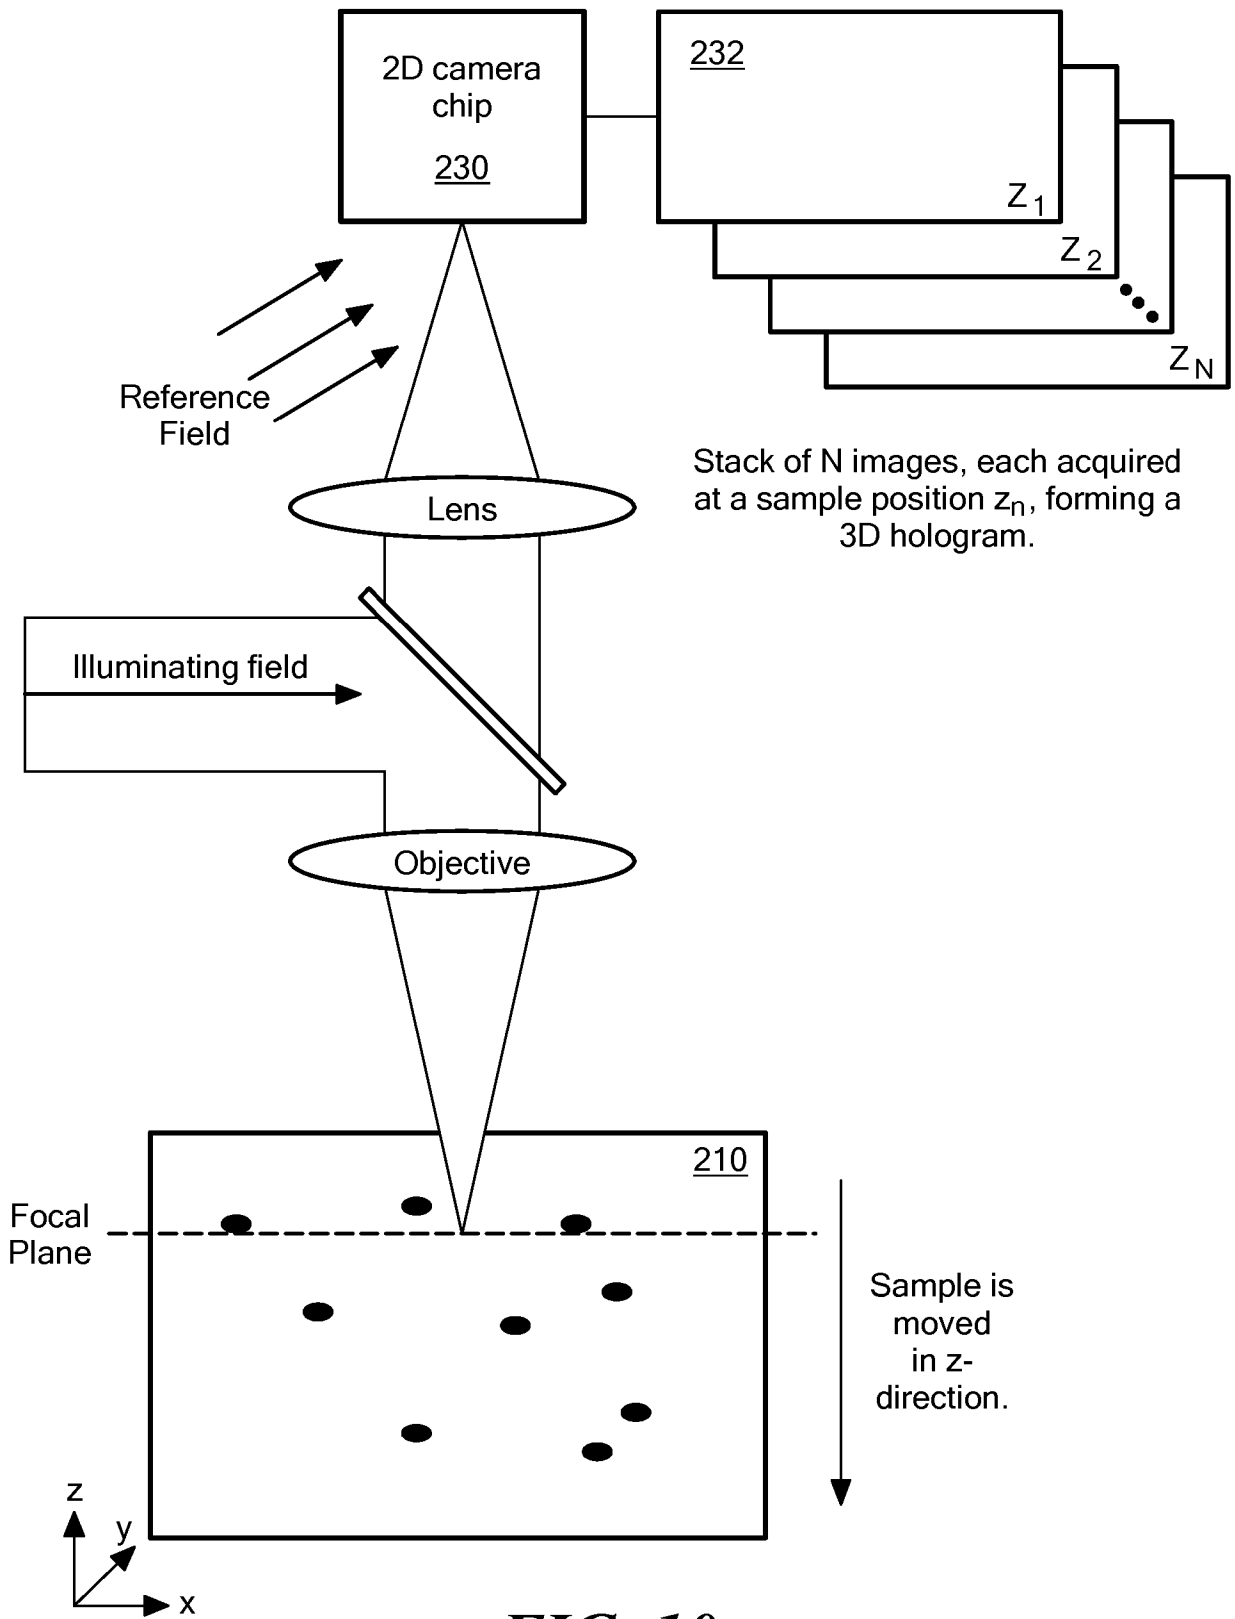 2D camera
chip
230
232
Z1
Z2
ZN
Reference
Field
Stack of N images, each acquired
at a sample position zn, forming a
3D hologram.
Lens
Illuminating field
Objective
210
Focal
Plane
Sample is
moved
in z-
direction.
z
y
x